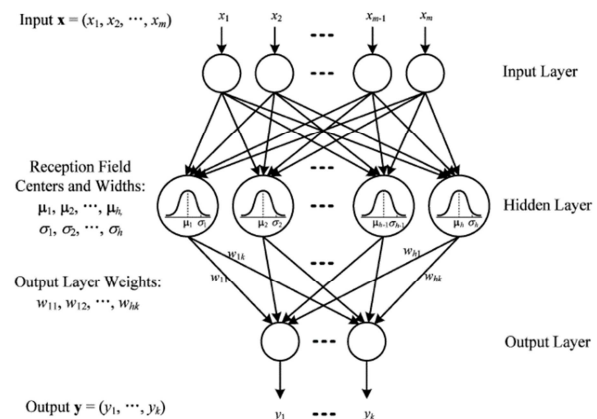 Input x = (x1, x2, ···, xm)
x1 x2 xm-1 xm
Input Layer
Reception Field
Centers and Widths:
μ1, μ2, ···, μh,
σ1, σ2, ···, σh
μ1 σ1 μ2 σ2 μh-1 σh-1 μh σh
Hidden Layer
w11 w1k wh1 whk
Output Layer Weights:
w11, w12, ···, whk
Output Layer
Output y = (y1, ···, yk)
y1 yk